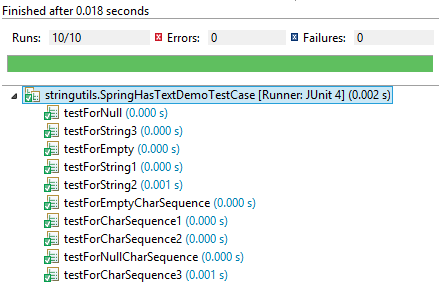 Finished after 0.018 seconds
Runs: 10/10 Errors: 0 Failures: 0
stringutils.SpringHasTextDemoTestCase [Runner: JUnit 4] (0.002 s)
testForNull (0.000 s)
testForString3 (0.000 s)
testForEmpty (0.000 s)
testForString1 (0.000 s)
testForString2 (0.001 s)
testForEmptyCharSequence (0.000 s)
testForCharSequence1 (0.000 s)
testForCharSequence2 (0.000 s)
testForNullCharSequence (0.000 s)
testForCharSequence3 (0.001 s)